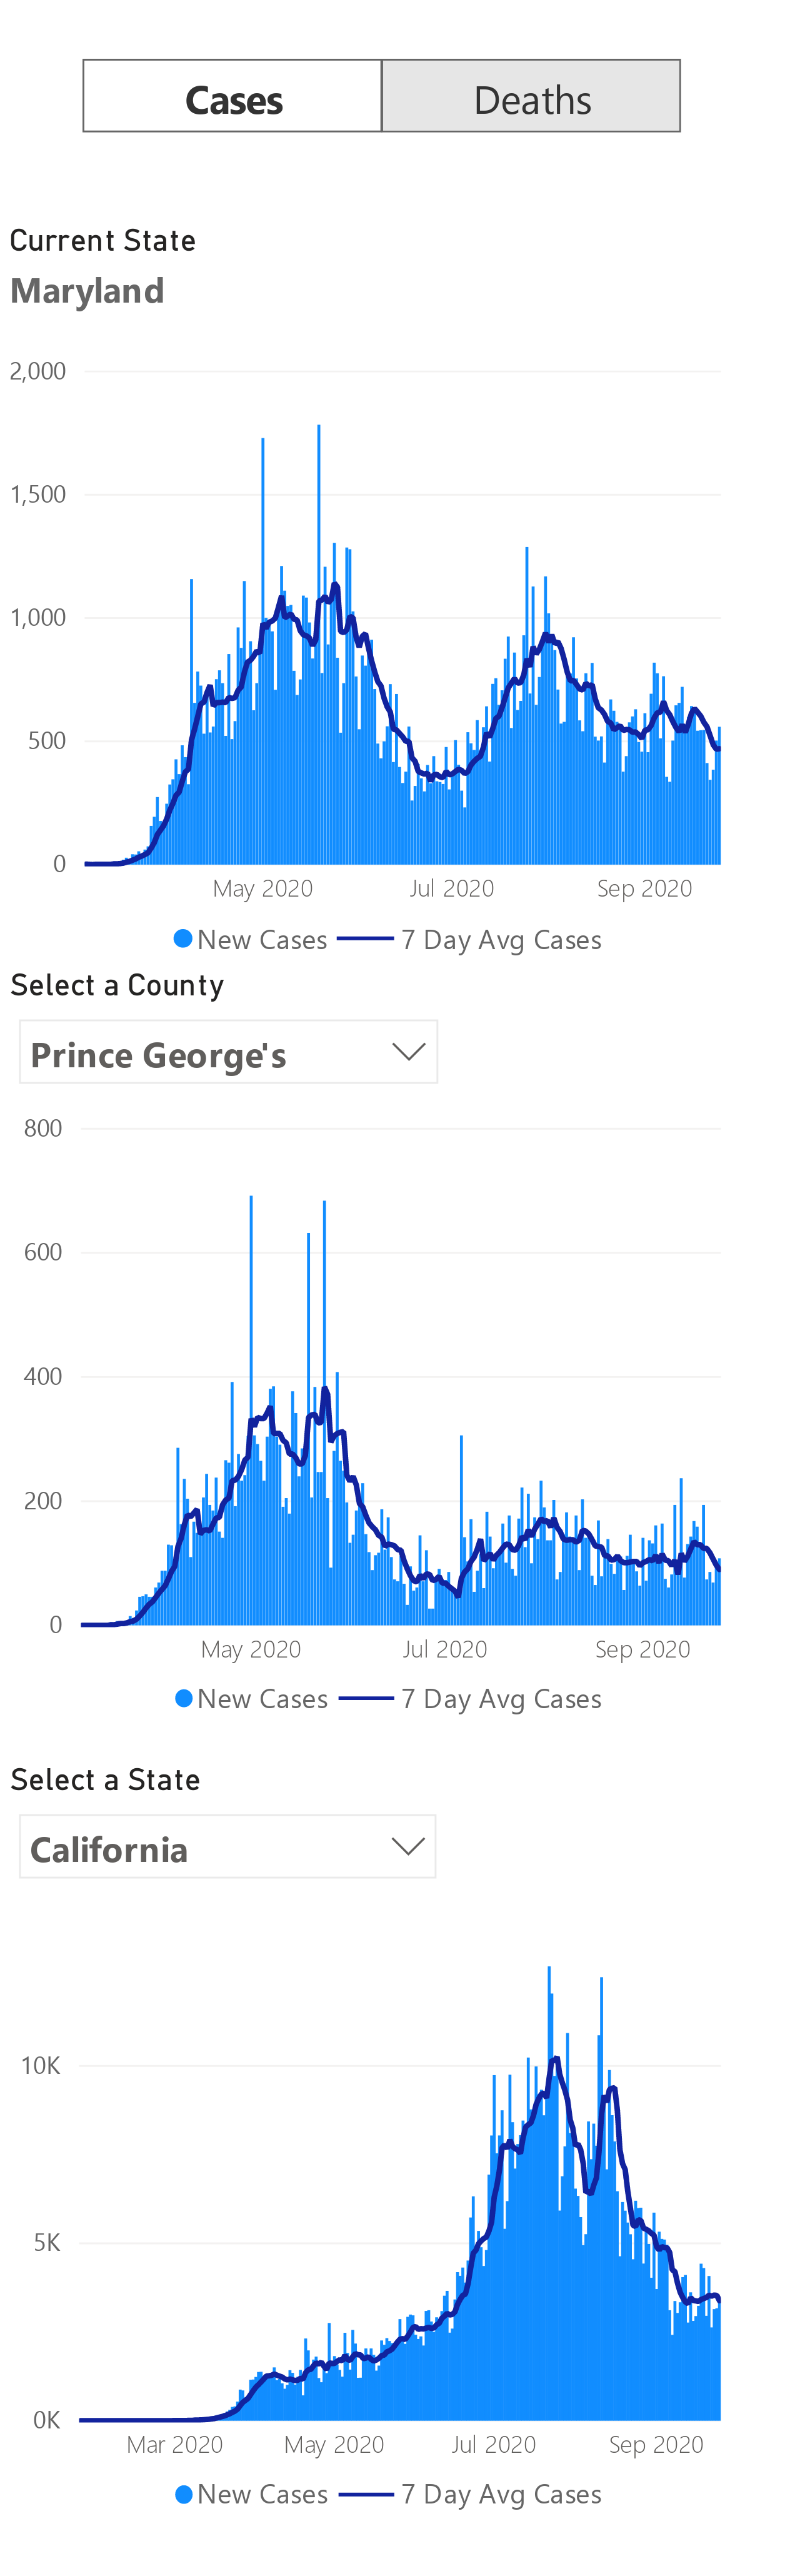 Cases Deaths
Current State
Maryland
2,000
1,500
1,000
500
0
May 2020 Jul 2020 Sep 2020
New Cases 7 Day Avg Cases
Select a County
Prince George's
800
600
400
200
0
May 2020 Jul 2020 Sep 2020
New Cases 7 Day Avg Cases
Select a State
California
10K
5K
0K
Mar 2020 May 2020 Jul 2020 Sep 2020
New Cases 7 Day Avg Cases